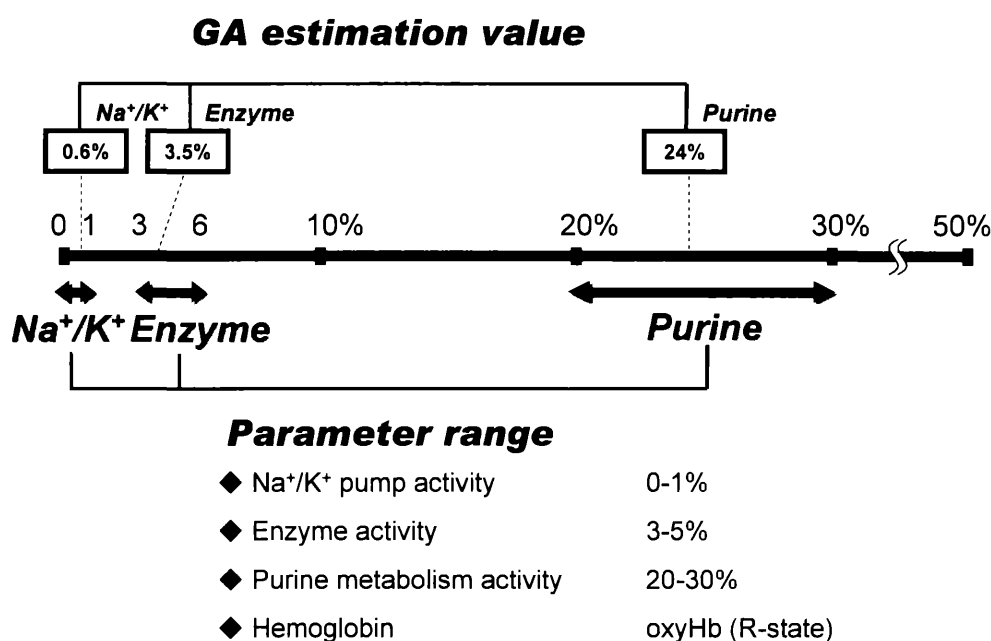 GA estimation value
Na⁺/K⁺ Enzyme Purine
0.6% 3.5% 24%
0 1 3 6 10% 20% 30% 50%
Na⁺/K⁺ Enzyme Purine
Parameter range
◆ Na⁺/K⁺ pump activity 0-1%
◆ Enzyme activity 3-5%
◆ Purine metabolism activity 20-30%
◆ Hemoglobin oxyHb (R-state)